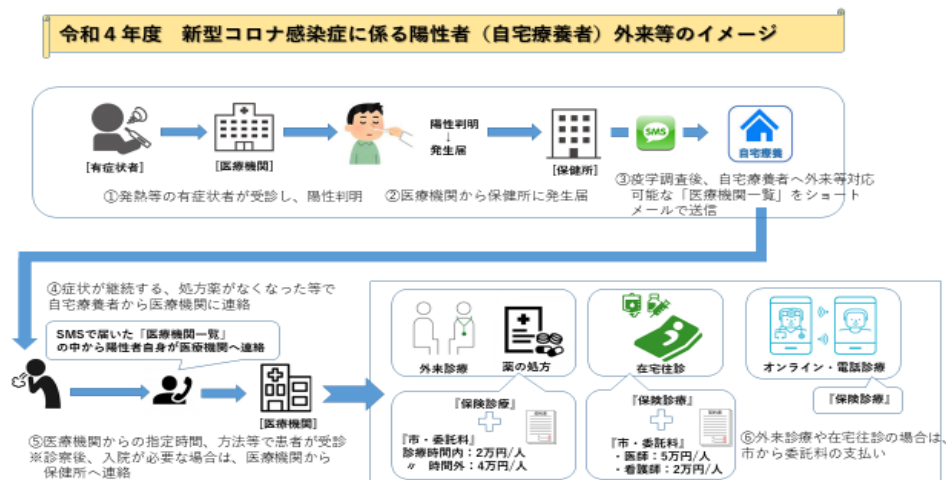 令和４年度　新型コロナ感染症に係る陽性者（自宅療養者）外来等のイメージ
[有症状者]
[医療機関]
陽性判明
↓
発生届
[保健所]
SMS
自宅療養
①発熱等の有症状者が受診し、陽性判明
②医療機関から保健所に発生届
③疫学調査後、自宅療養者へ外来等対応
可能な「医療機関一覧」をショート
メールで送信
④症状が継続する、処方薬がなくなった等で
自宅療養者から医療機関に連絡
SMSで届いた「医療機関一覧」
の中から陽性者自身が医療機関へ連絡
[医療機関]
⑤医療機関からの指定時間、方法等で患者が受診
※診察後、入院が必要な場合は、医療機関から
保健所へ連絡
外来診療
薬の処方
『保険診療』
『市・委託料』
診療時間内：2万円/人
〃　時間外：4万円/人
在宅往診
『保険診療』
『市・委託料』
・医師：5万円/人
・看護師：2万円/人
オンライン・電話診療
『保険診療』
⑥外来診療や在宅往診の場合は、
市から委託料の支払い